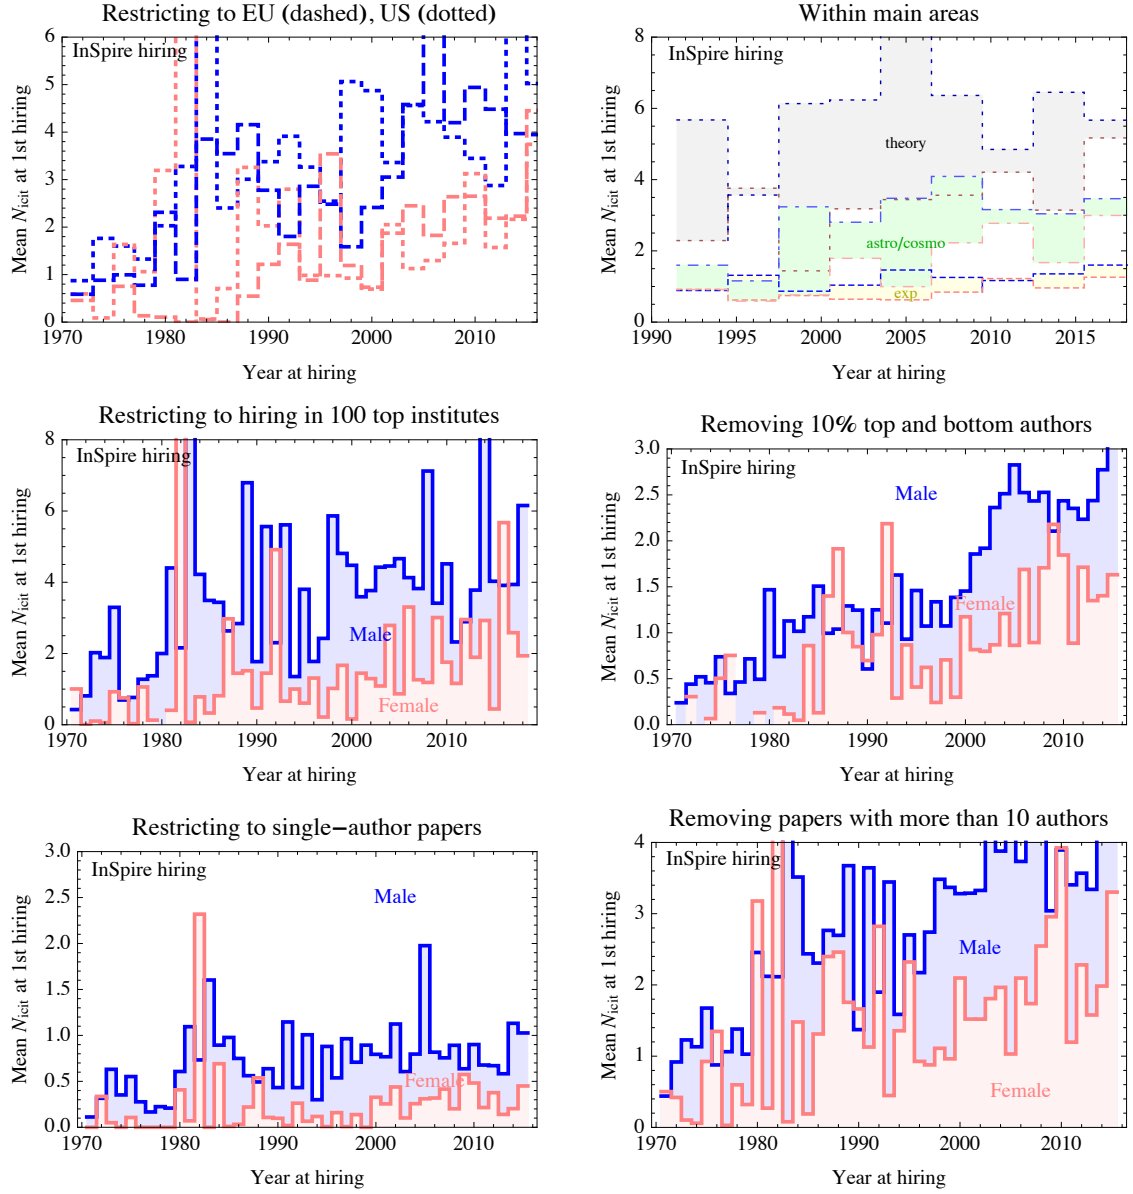 Restricting to EU (dashed), US (dotted)
InSpire hiring
Mean N_icit at 1st hiring
6
5
4
3
2
1
0
1970 1980 1990 2000 2010
Year at hiring
Within main areas
InSpire hiring
Mean N_icit at 1st hiring
8
6
4
2
0
theory
astro/cosmo
exp
1990 1995 2000 2005 2010 2015
Year at hiring
Restricting to hiring in 100 top institutes
InSpire hiring
Mean N_icit at 1st hiring
8
6
4
2
0
Male
Female
1970 1980 1990 2000 2010
Year at hiring
Removing 10% top and bottom authors
InSpire hiring
Mean N_icit at 1st hiring
3.0
2.5
2.0
1.5
1.0
0.5
0.0
Male
Female
1970 1980 1990 2000 2010
Year at hiring
Restricting to single−author papers
InSpire hiring
Mean N_icit at 1st hiring
3.0
2.5
2.0
1.5
1.0
0.5
0.0
Male
Female
1970 1980 1990 2000 2010
Year at hiring
Removing papers with more than 10 authors
InSpire hiring
Mean N_icit at 1st hiring
4
3
2
1
0
Male
Female
1970 1980 1990 2000 2010
Year at hiring